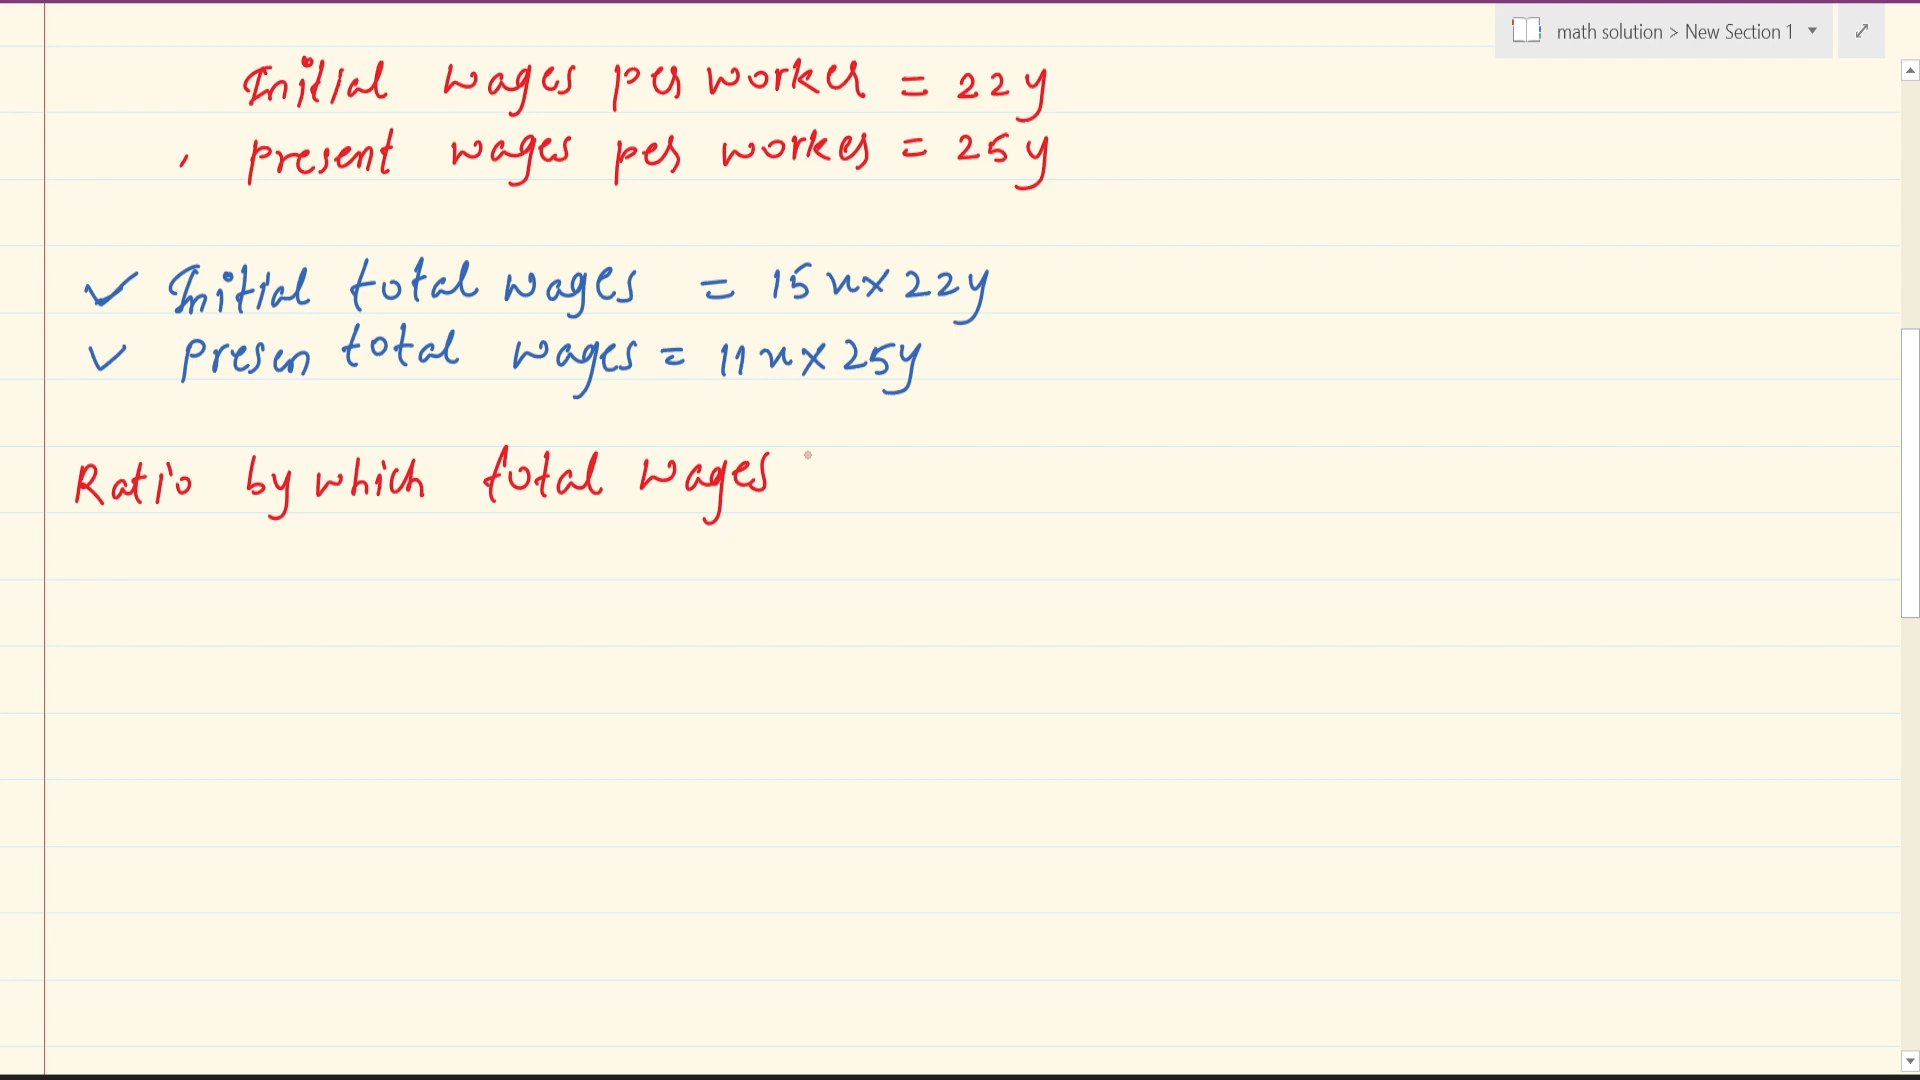 math solution > New Section 1
Initial wages per worker = 22y
, present wages per worker = 25y
✓ Initial total wages = 15x × 22y
✓ presen total wages = 11x × 25y
Ratio by which total wages